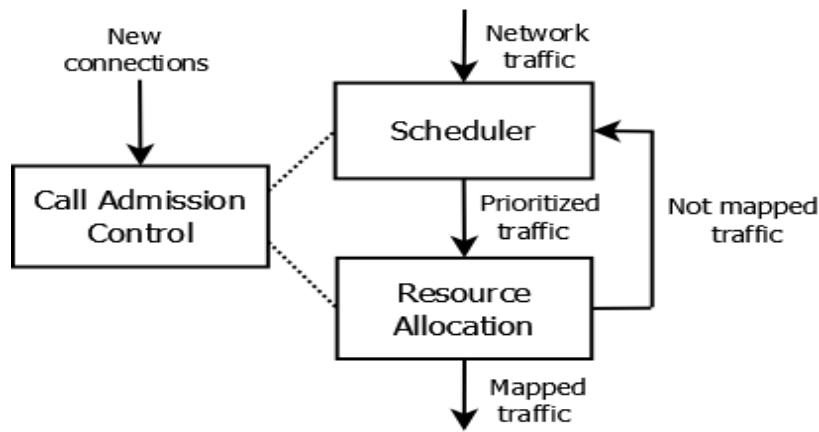 New
connections
Network
traffic
Scheduler
Call Admission
Control
Prioritized
traffic
Not mapped
traffic
Resource
Allocation
Mapped
traffic